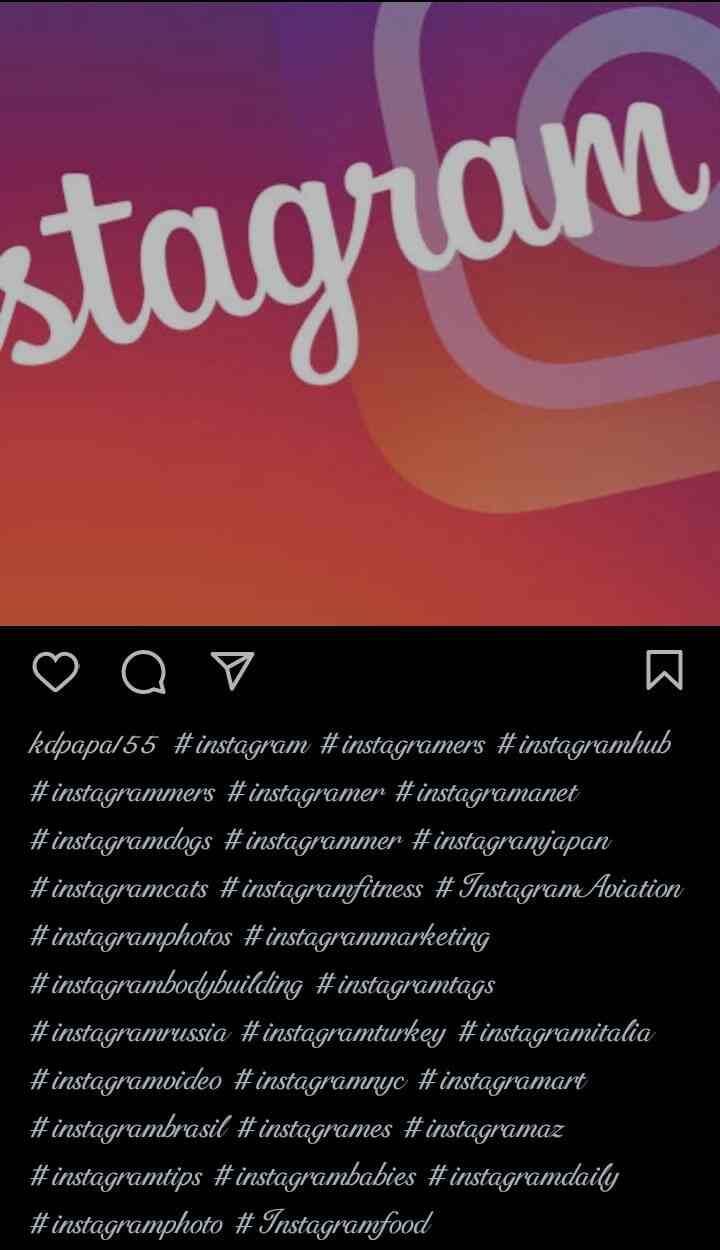 stagram
kdpapa155 #instagram #instagramers #instagramhub
#instagrammers #instagramer #instagramanet
#instagramdogs #instagrammer #instagramjapan
#instagramcats #instagramfitness #InstagramAviation
#instagramphotos #instagrammarketing
#instagrambodybuilding #instagramtags
#instagramrussia #instagramturkey #instagramitalia
#instagramvideo #instagramnyc #instagramart
#instagrambrasil #instagrames #instagramaz
#instagramtips #instagrambabies #instagramdaily
#instagramphoto #Instagramfood